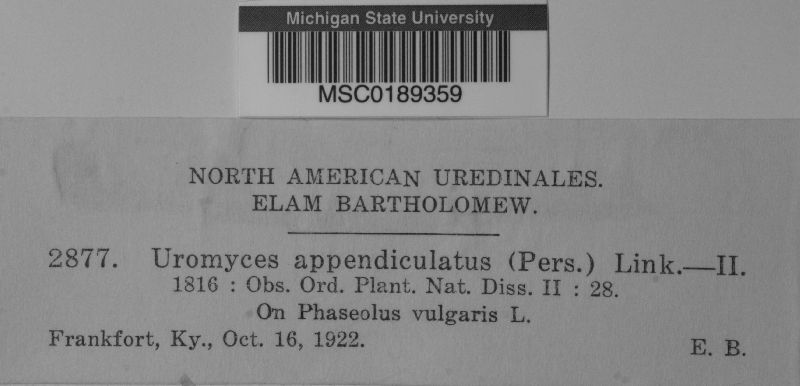 Michigan State University
MSC0189359
NORTH AMERICAN UREDINALES.
ELAM BARTHOLOMEW.
2877. Uromyces appendiculatus (Pers.) Link.—II.
1816 : Obs. Ord. Plant. Nat. Diss. II : 28.
On Phaseolus vulgaris L.
Frankfort, Ky., Oct. 16, 1922.
E. B.